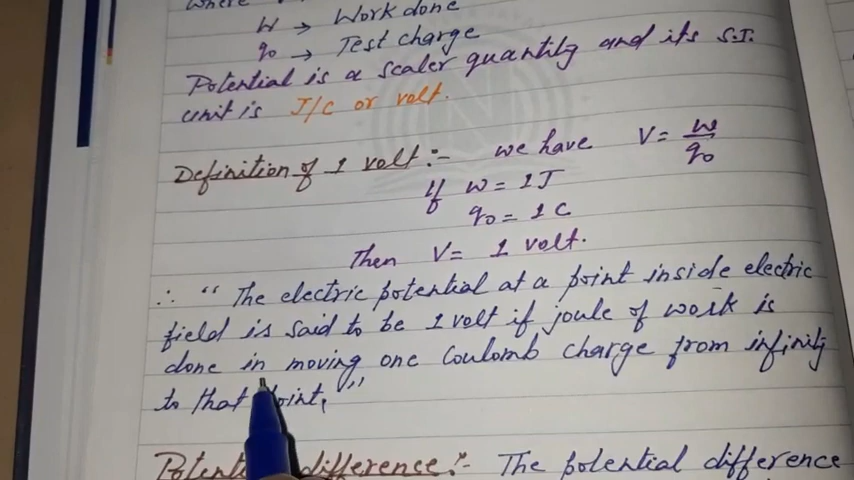 where
W → Work done
q₀ → Test charge
Potential is a scaler quantity and its S.I.
unit is J/C or volt.
Definition of 1 volt :- we have V = W/q₀
If W = 1J
q₀ = 1 C
Then V = 1 volt.
∴ " The electric potential at a point inside electric
field is said to be 1 volt if joule of work is
done in moving one Coulomb charge from infinity
to that point,"
difference :- The potential difference